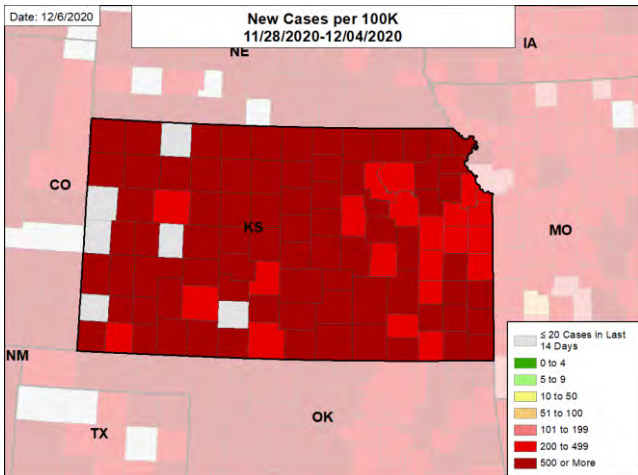 Date: 12/6/2020
New Cases per 100K
11/28/2020-12/04/2020
NE
IA
CO
KS
MO
NM
TX
OK
≤ 20 Cases in Last
14 Days
0 to 4
5 to 9
10 to 50
51 to 100
101 to 199
200 to 499
500 or More